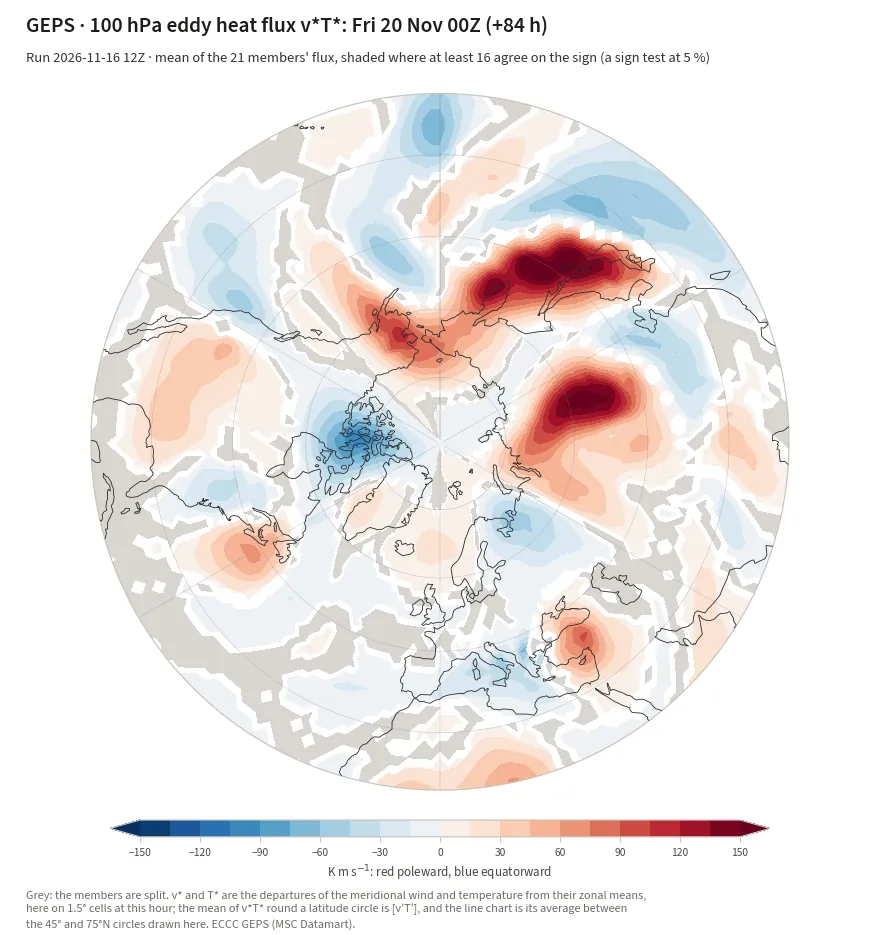 GEPS · 100 hPa eddy heat flux v*T*: Fri 20 Nov 00Z (+84 h)
Run 2026-11-16 12Z · mean of the 21 members' flux, shaded where at least 16 agree on the sign (a sign test at 5 %)
−150 −120 −90 −60 −30 0 30 60 90 120 150
K m s⁻¹: red poleward, blue equatorward
Grey: the members are split. v* and T* are the departures of the meridional wind and temperature from their zonal means,
here on 1.5° cells at this hour; the mean of v*T* round a latitude circle is [v'T'], and the line chart is its average between
the 45° and 75°N circles drawn here. ECCC GEPS (MSC Datamart).